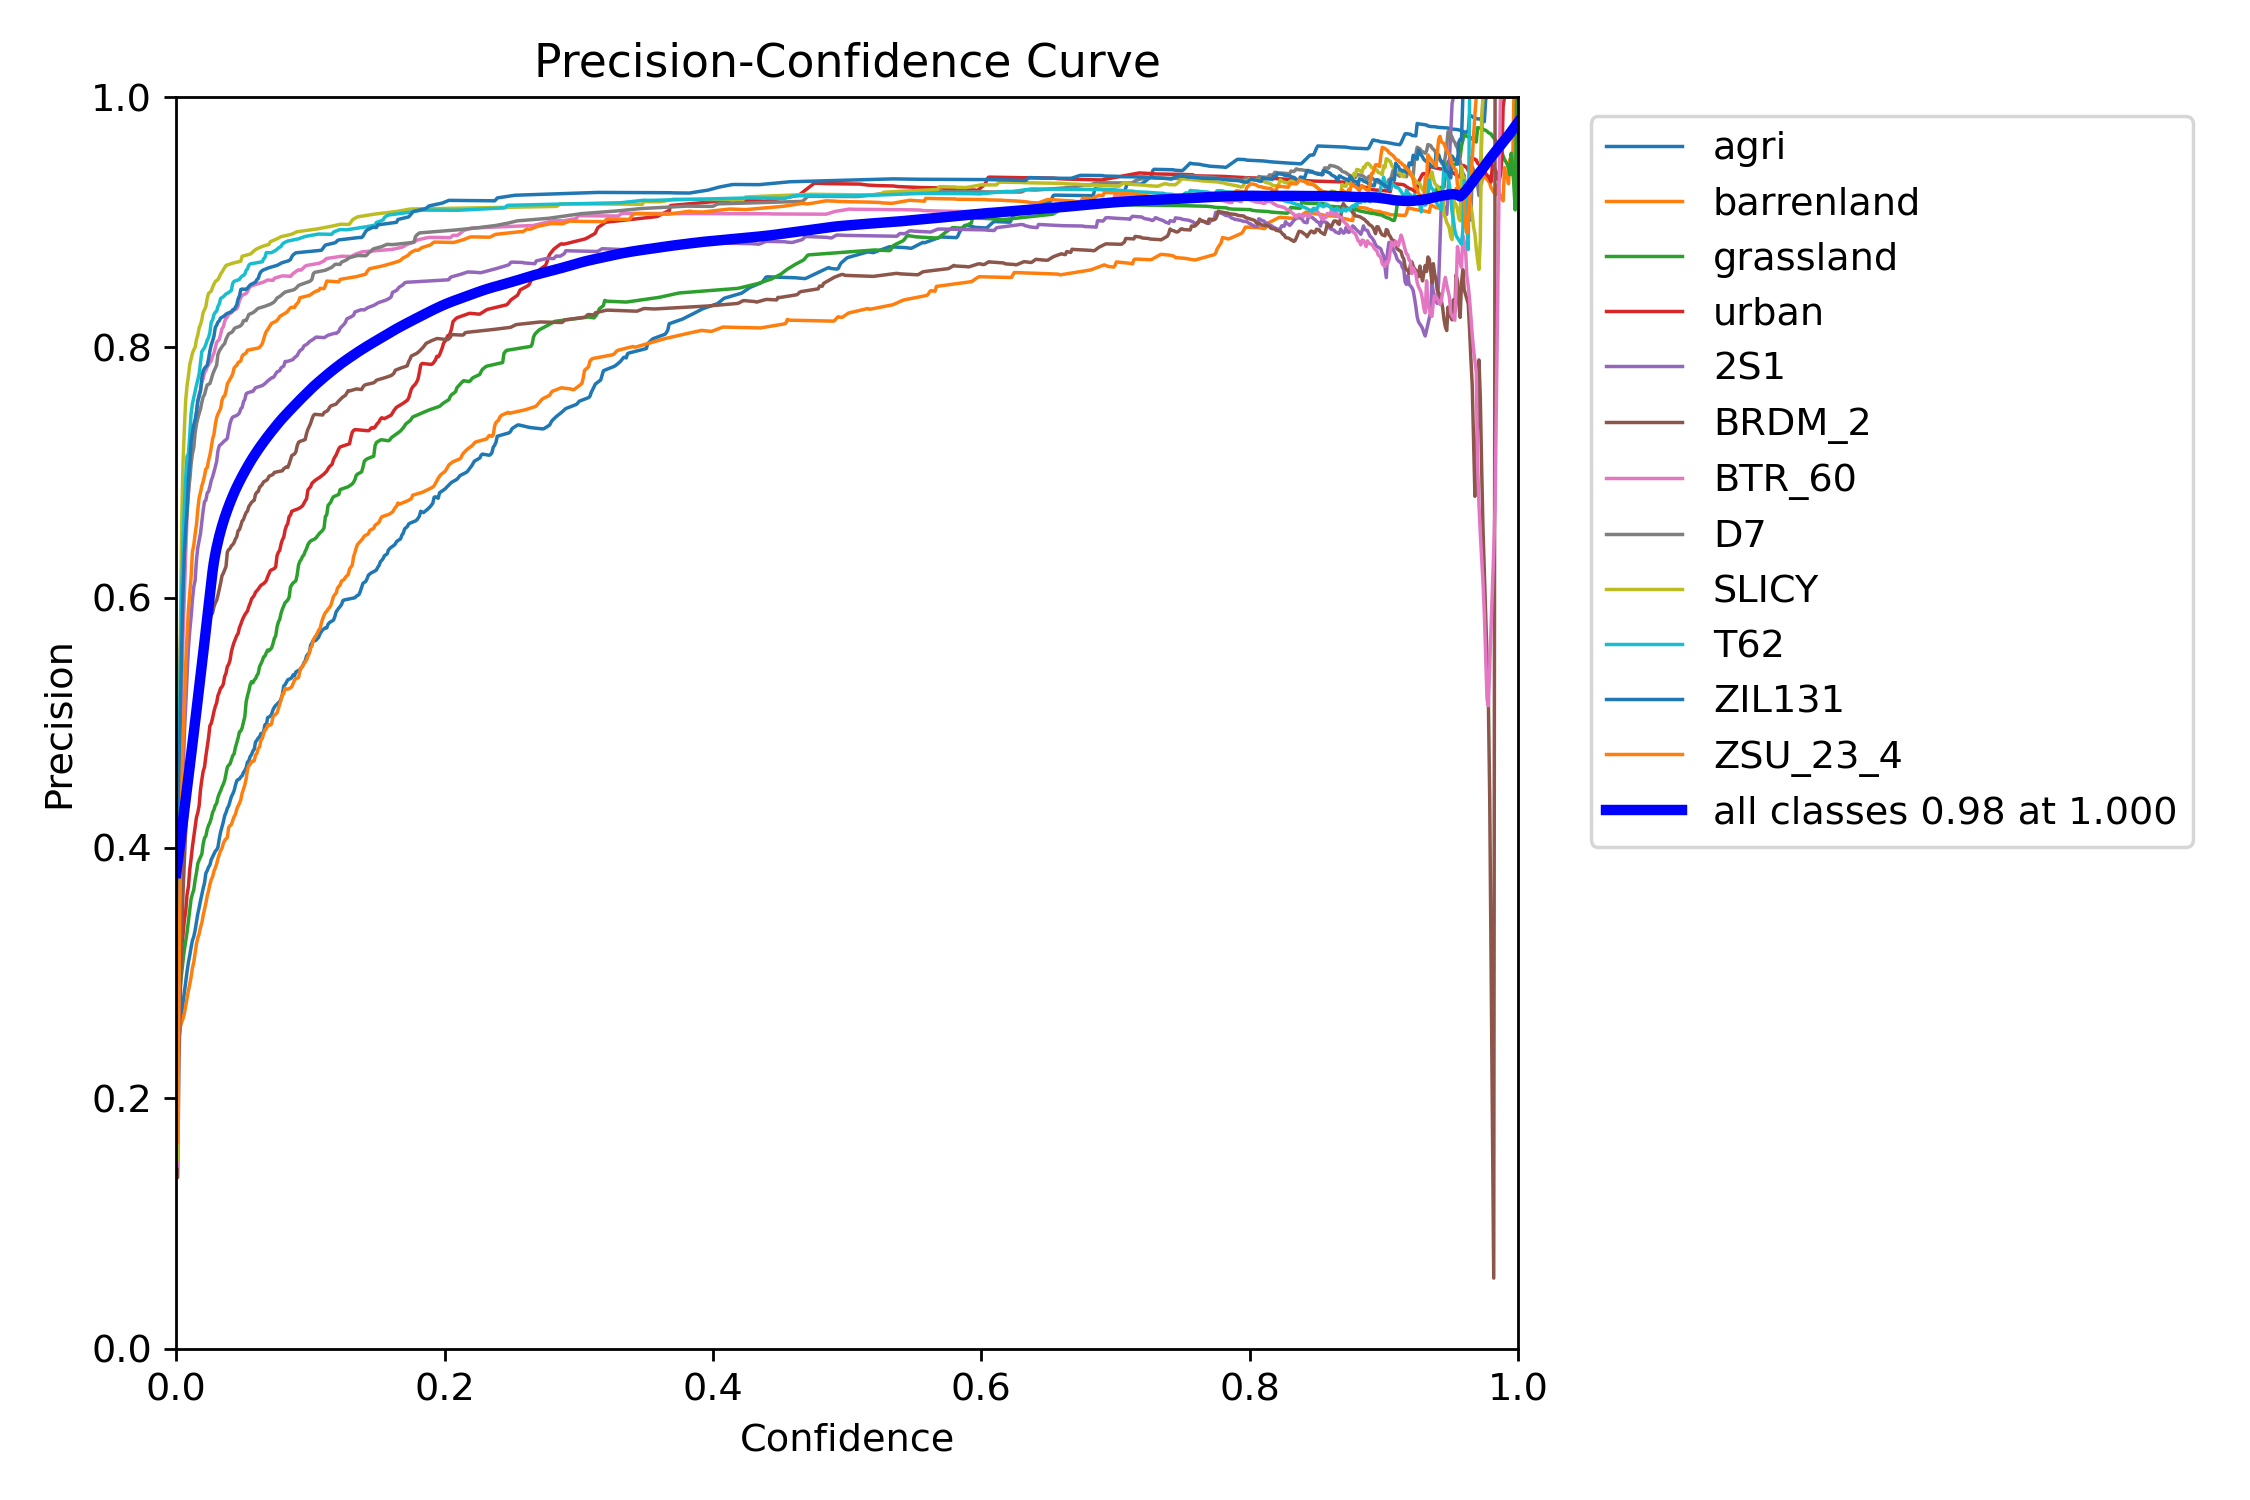 Precision-Confidence Curve
1.0
0.8
0.6
0.4
0.2
0.0
Precision
0.0 0.2 0.4 0.6 0.8 1.0
Confidence
agri
barrenland
grassland
urban
2S1
BRDM_2
BTR_60
D7
SLICY
T62
ZIL131
ZSU_23_4
all classes 0.98 at 1.000